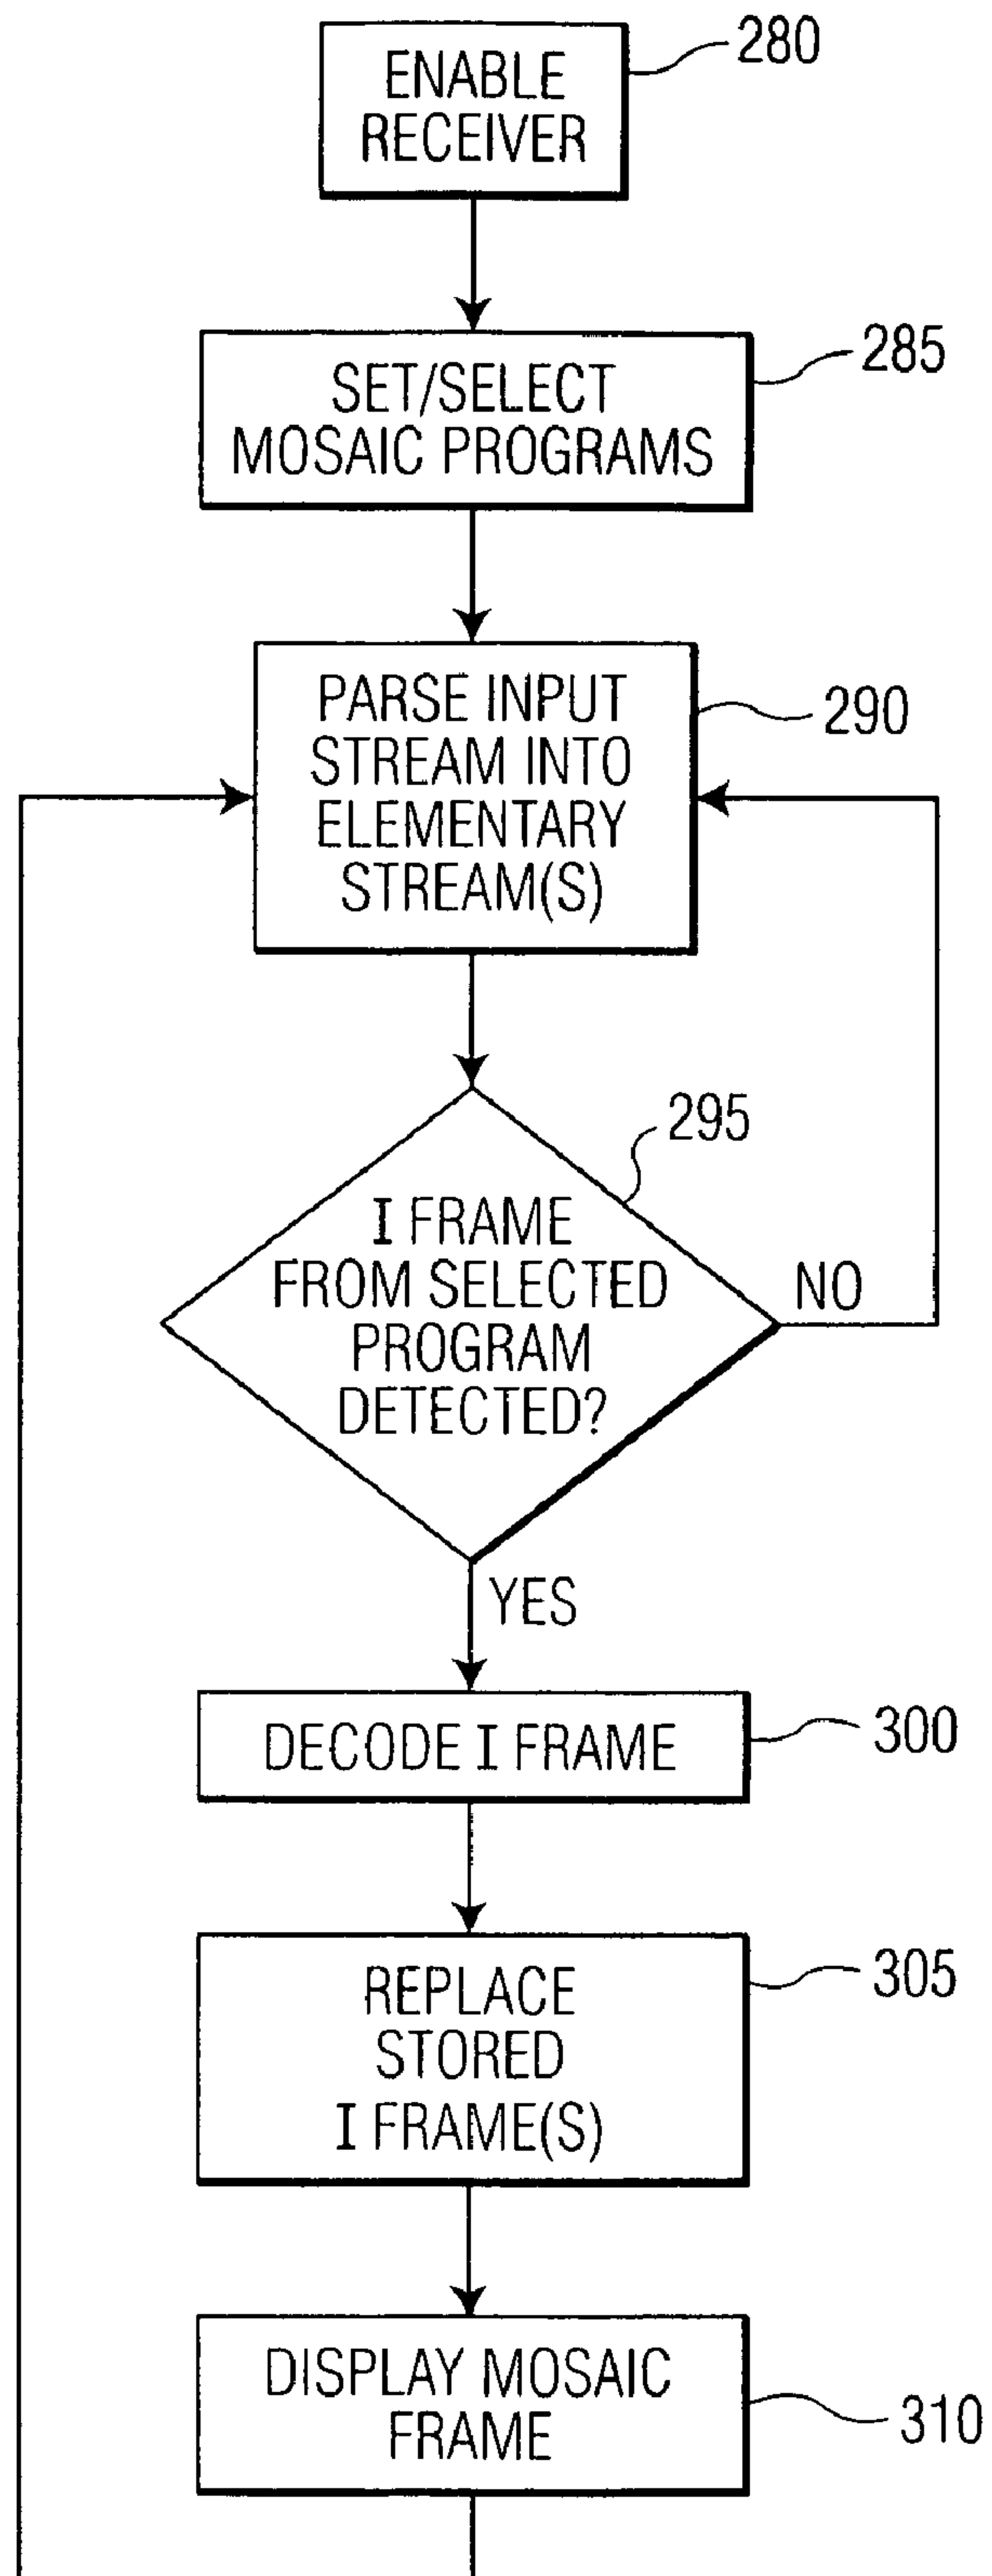 280
ENABLE
RECEIVER
285
SET/SELECT
MOSAIC PROGRAMS
290
PARSE INPUT
STREAM INTO
ELEMENTARY
STREAM(S)
295
I FRAME
FROM SELECTED
PROGRAM
DETECTED?
NO
YES
300
DECODE I FRAME
305
REPLACE
STORED
I FRAME(S)
DISPLAY MOSAIC
FRAME
310